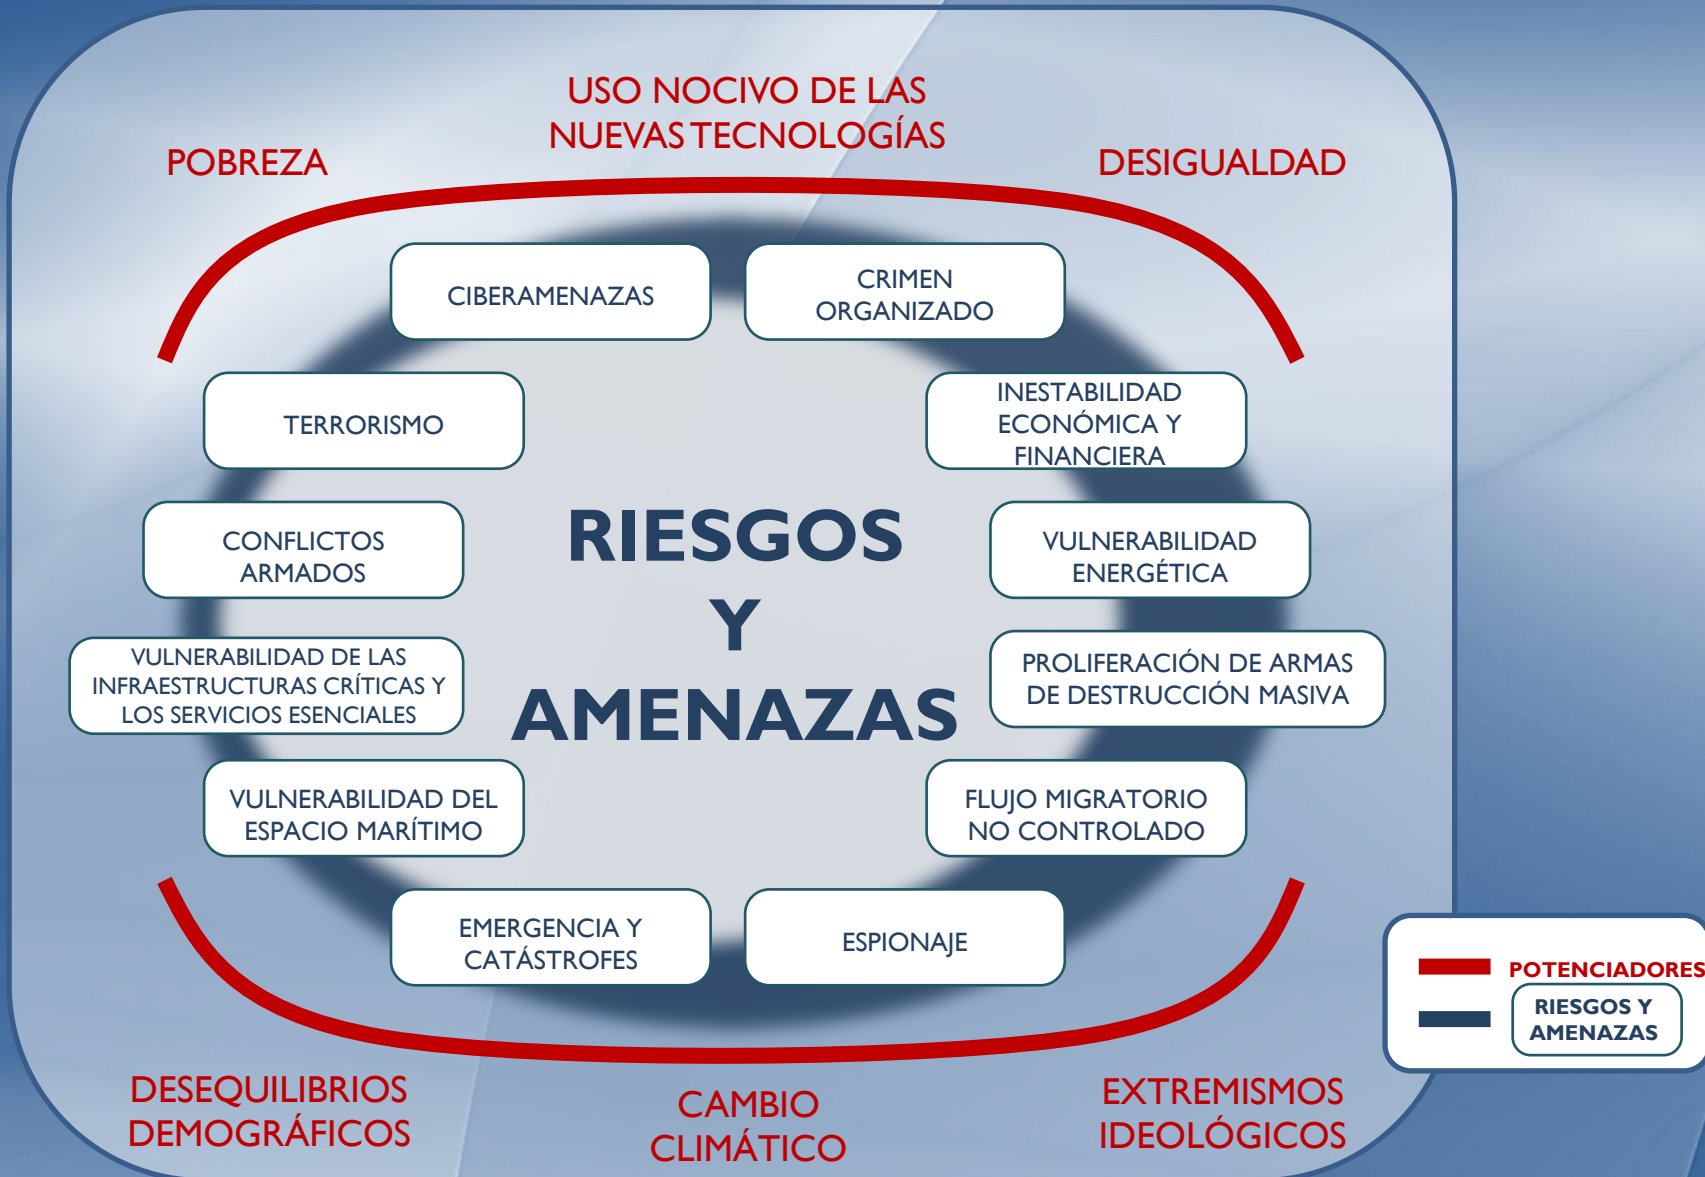 USO NOCIVO DE LAS
NUEVAS TECNOLOGÍAS
POBREZA
DESIGUALDAD
CIBERAMENAZAS
CRIMEN
ORGANIZADO
TERRORISMO
INESTABILIDAD
ECONÓMICA Y
FINANCIERA
CONFLICTOS
ARMADOS
RIESGOS
Y
AMENAZAS
VULNERABILIDAD
ENERGÉTICA
VULNERABILIDAD DE LAS
INFRAESTRUCTURAS CRÍTICAS Y
LOS SERVICIOS ESENCIALES
PROLIFERACIÓN DE ARMAS
DE DESTRUCCIÓN MASIVA
VULNERABILIDAD DEL
ESPACIO MARÍTIMO
FLUJO MIGRATORIO
NO CONTROLADO
EMERGENCIA Y
CATÁSTROFES
ESPIONAJE
POTENCIADORES
RIESGOS Y
AMENAZAS
DESEQUILIBRIOS
DEMOGRÁFICOS
CAMBIO
CLIMÁTICO
EXTREMISMOS
IDEOLÓGICOS